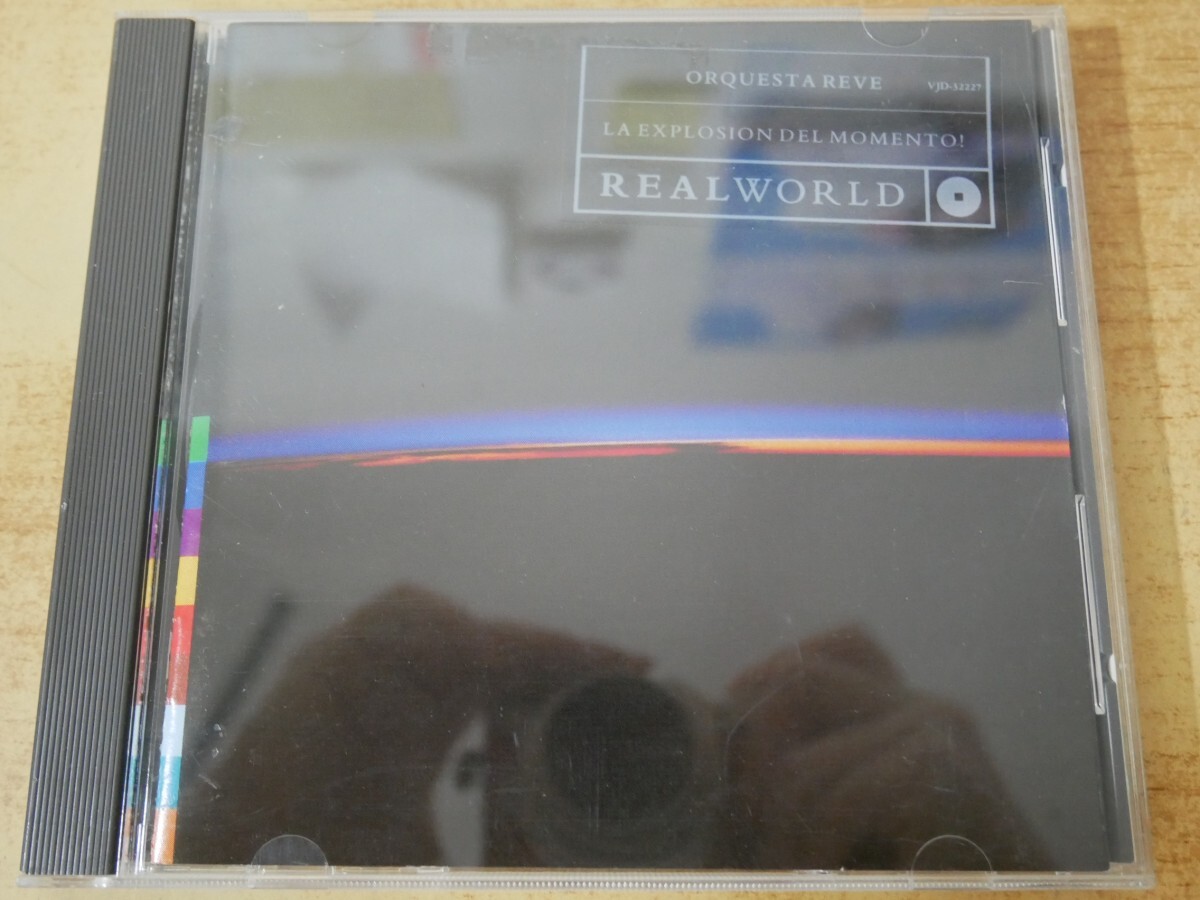 ORQUESTA REVE VJD-32227
LA EXPLOSION DEL MOMENTO!
REALWORLD